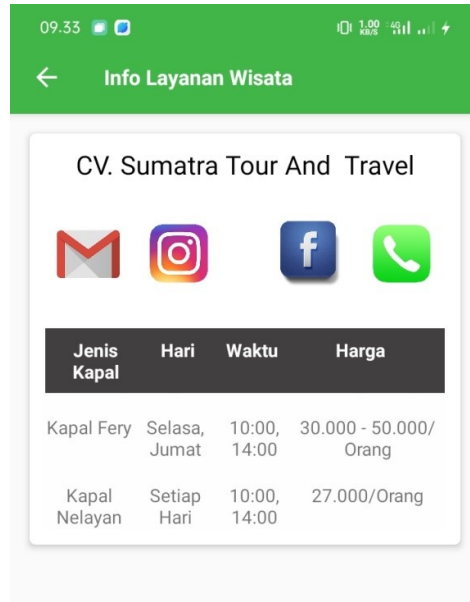 09.33 1.00 KB/S 4G
Info Layanan Wisata
CV. Sumatra Tour And Travel
f
Jenis Kapal Hari Waktu Harga
Kapal Fery Selasa, Jumat 10:00, 14:00 30.000 - 50.000/ Orang
Kapal Nelayan Setiap Hari 10:00, 14:00 27.000/Orang